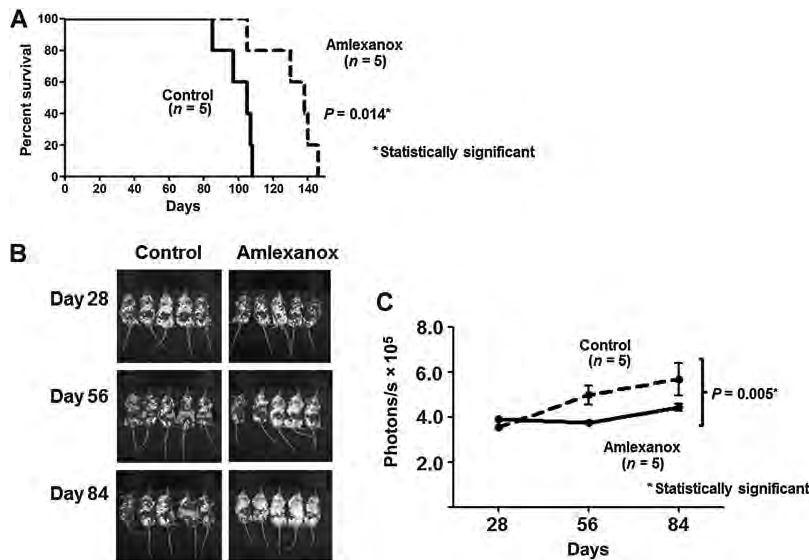 A
100
80
60
40
20
0
Percent survival
0 20 40 60 80 100 120 140
Days
Control
(n = 5)
Amlexanox
(n = 5)
P = 0.014*
*Statistically significant
B
Control Amlexanox
Day 28
Day 56
Day 84
C
8.0
6.0
4.0
2.0
Photons/s × 10⁵
Control
(n = 5)
P = 0.005*
Amlexanox
(n = 5)
*Statistically significant
28 56 84
Days